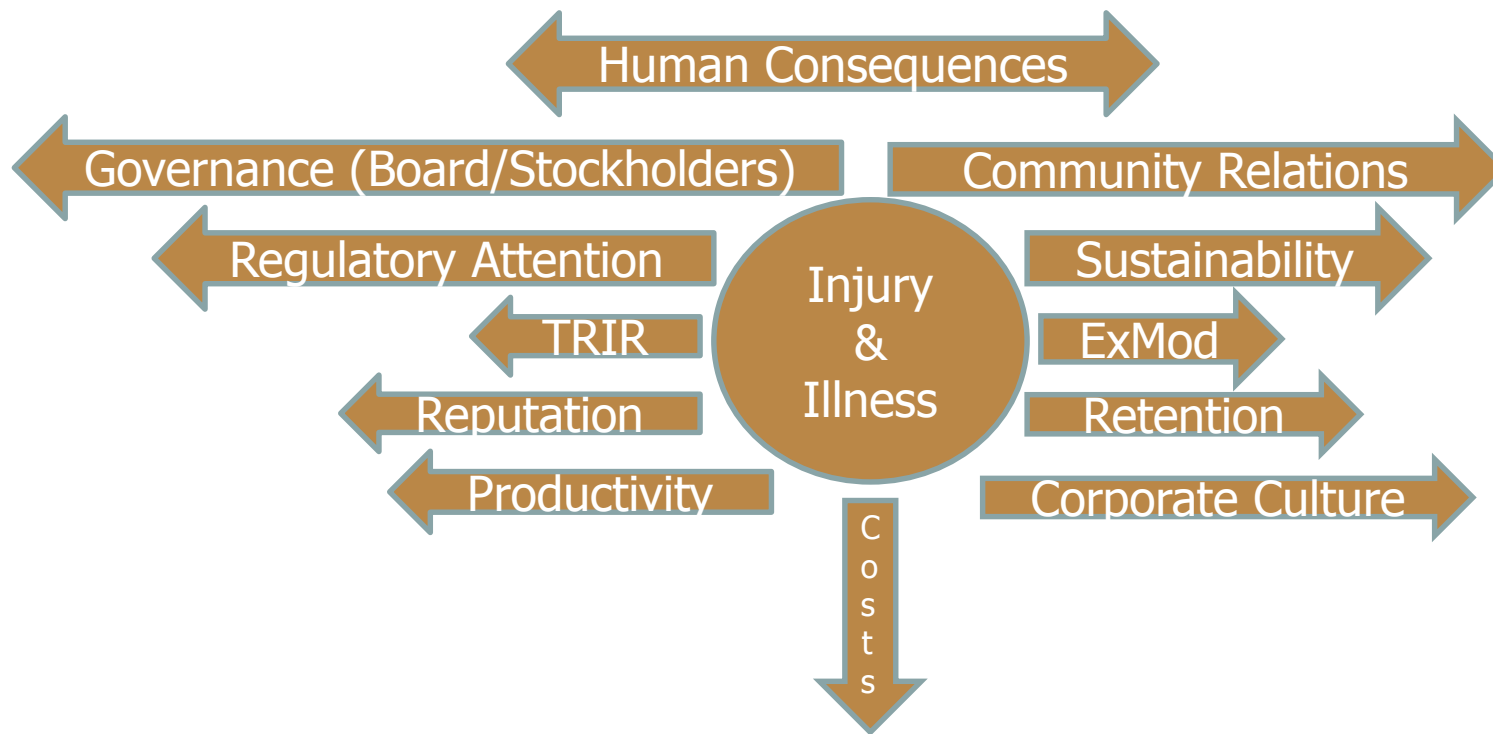 Human Consequences
Governance (Board/Stockholders)
Community Relations
Regulatory Attention
Sustainability
Injury
&
Illness
TRIR
ExMod
Reputation
Retention
Productivity
Corporate Culture
Costs